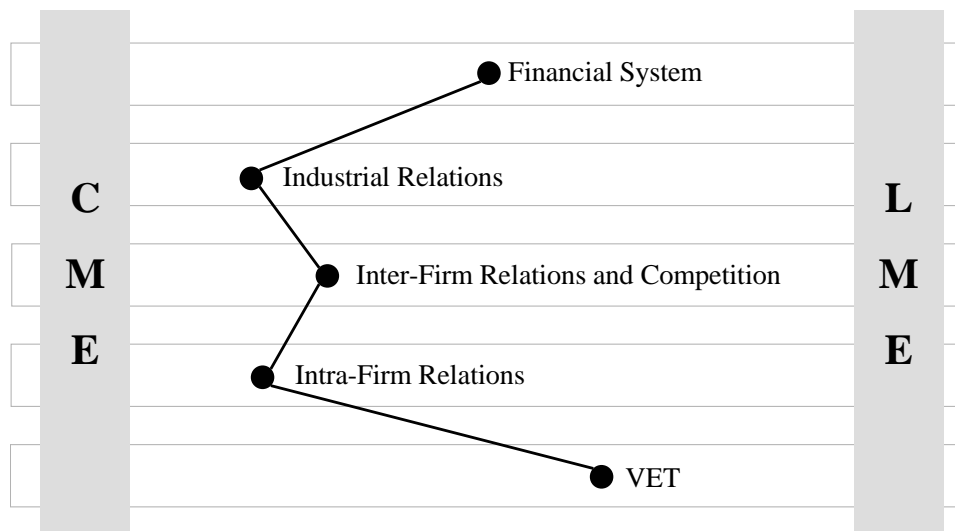 C
M
E
L
M
E
Financial System
Industrial Relations
Inter-Firm Relations and Competition
Intra-Firm Relations
VET